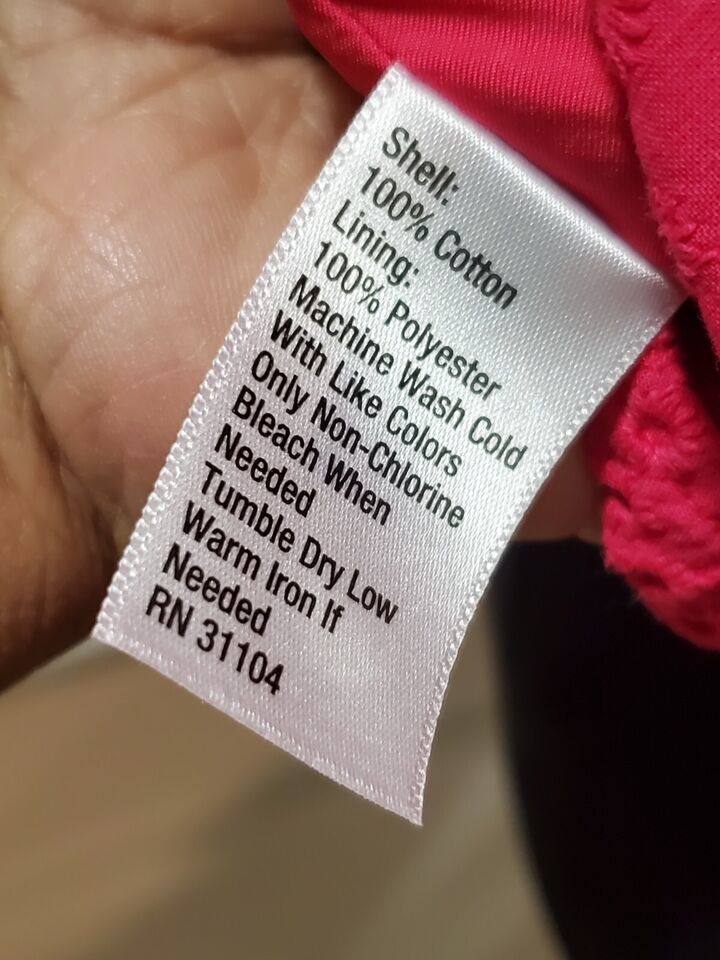 Shell:
100% Cotton
Lining:
100% Polyester
Machine Wash Cold
With Like Colors
Only Non-Chlorine
Bleach When
Needed
Tumble Dry Low
Warm Iron If
Needed
RN 31104